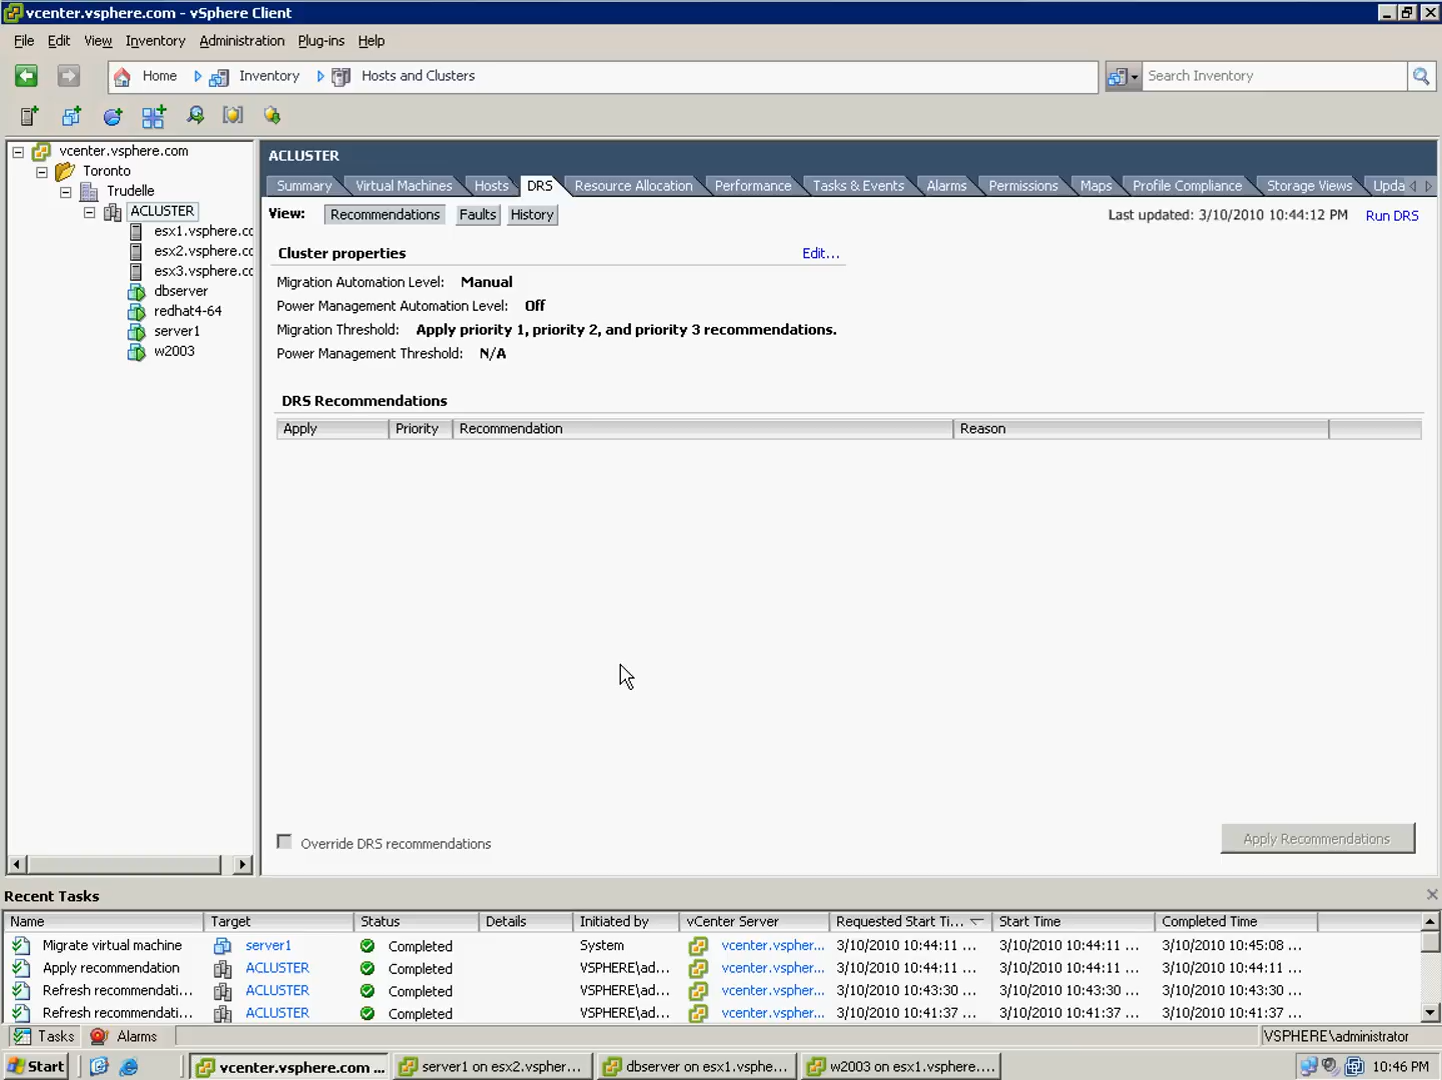 vcenter.vsphere.com - vSphere Client
File Edit View Inventory Administration Plug-ins Help
Home Inventory Hosts and Clusters Search Inventory
vcenter.vsphere.com
Toronto
Trudelle
ACLUSTER
esx1.vsphere.cc
esx2.vsphere.cc
esx3.vsphere.cc
dbserver
redhat4-64
server1
w2003
ACLUSTER
Summary Virtual Machines Hosts DRS Resource Allocation Performance Tasks & Events Alarms Permissions Maps Profile Compliance Storage Views Upda
View: Recommendations Faults History Last updated: 3/10/2010 10:44:12 PM Run DRS
Cluster properties Edit...
Migration Automation Level: Manual
Power Management Automation Level: Off
Migration Threshold: Apply priority 1, priority 2, and priority 3 recommendations.
Power Management Threshold: N/A
DRS Recommendations
Apply Priority Recommendation Reason
Override DRS recommendations Apply Recommendations
Recent Tasks
Name Target Status Details Initiated by vCenter Server Requested Start Ti... Start Time Completed Time
Migrate virtual machine server1 Completed System vcenter.vspher... 3/10/2010 10:44:11 ... 3/10/2010 10:44:11 ... 3/10/2010 10:45:08 ...
Apply recommendation ACLUSTER Completed VSPHERE\ad... vcenter.vspher... 3/10/2010 10:44:11 ... 3/10/2010 10:44:11 ... 3/10/2010 10:44:11 ...
Refresh recommendati... ACLUSTER Completed VSPHERE\ad... vcenter.vspher... 3/10/2010 10:43:30 ... 3/10/2010 10:43:30 ... 3/10/2010 10:43:30 ...
Refresh recommendati... ACLUSTER Completed VSPHERE\ad... vcenter.vspher... 3/10/2010 10:41:37 ... 3/10/2010 10:41:37 ... 3/10/2010 10:41:37 ...
Tasks Alarms VSPHERE\administrator
Start vcenter.vsphere.com ... server1 on esx2.vspher... dbserver on esx1.vsphe... w2003 on esx1.vsphere.... 10:46 PM